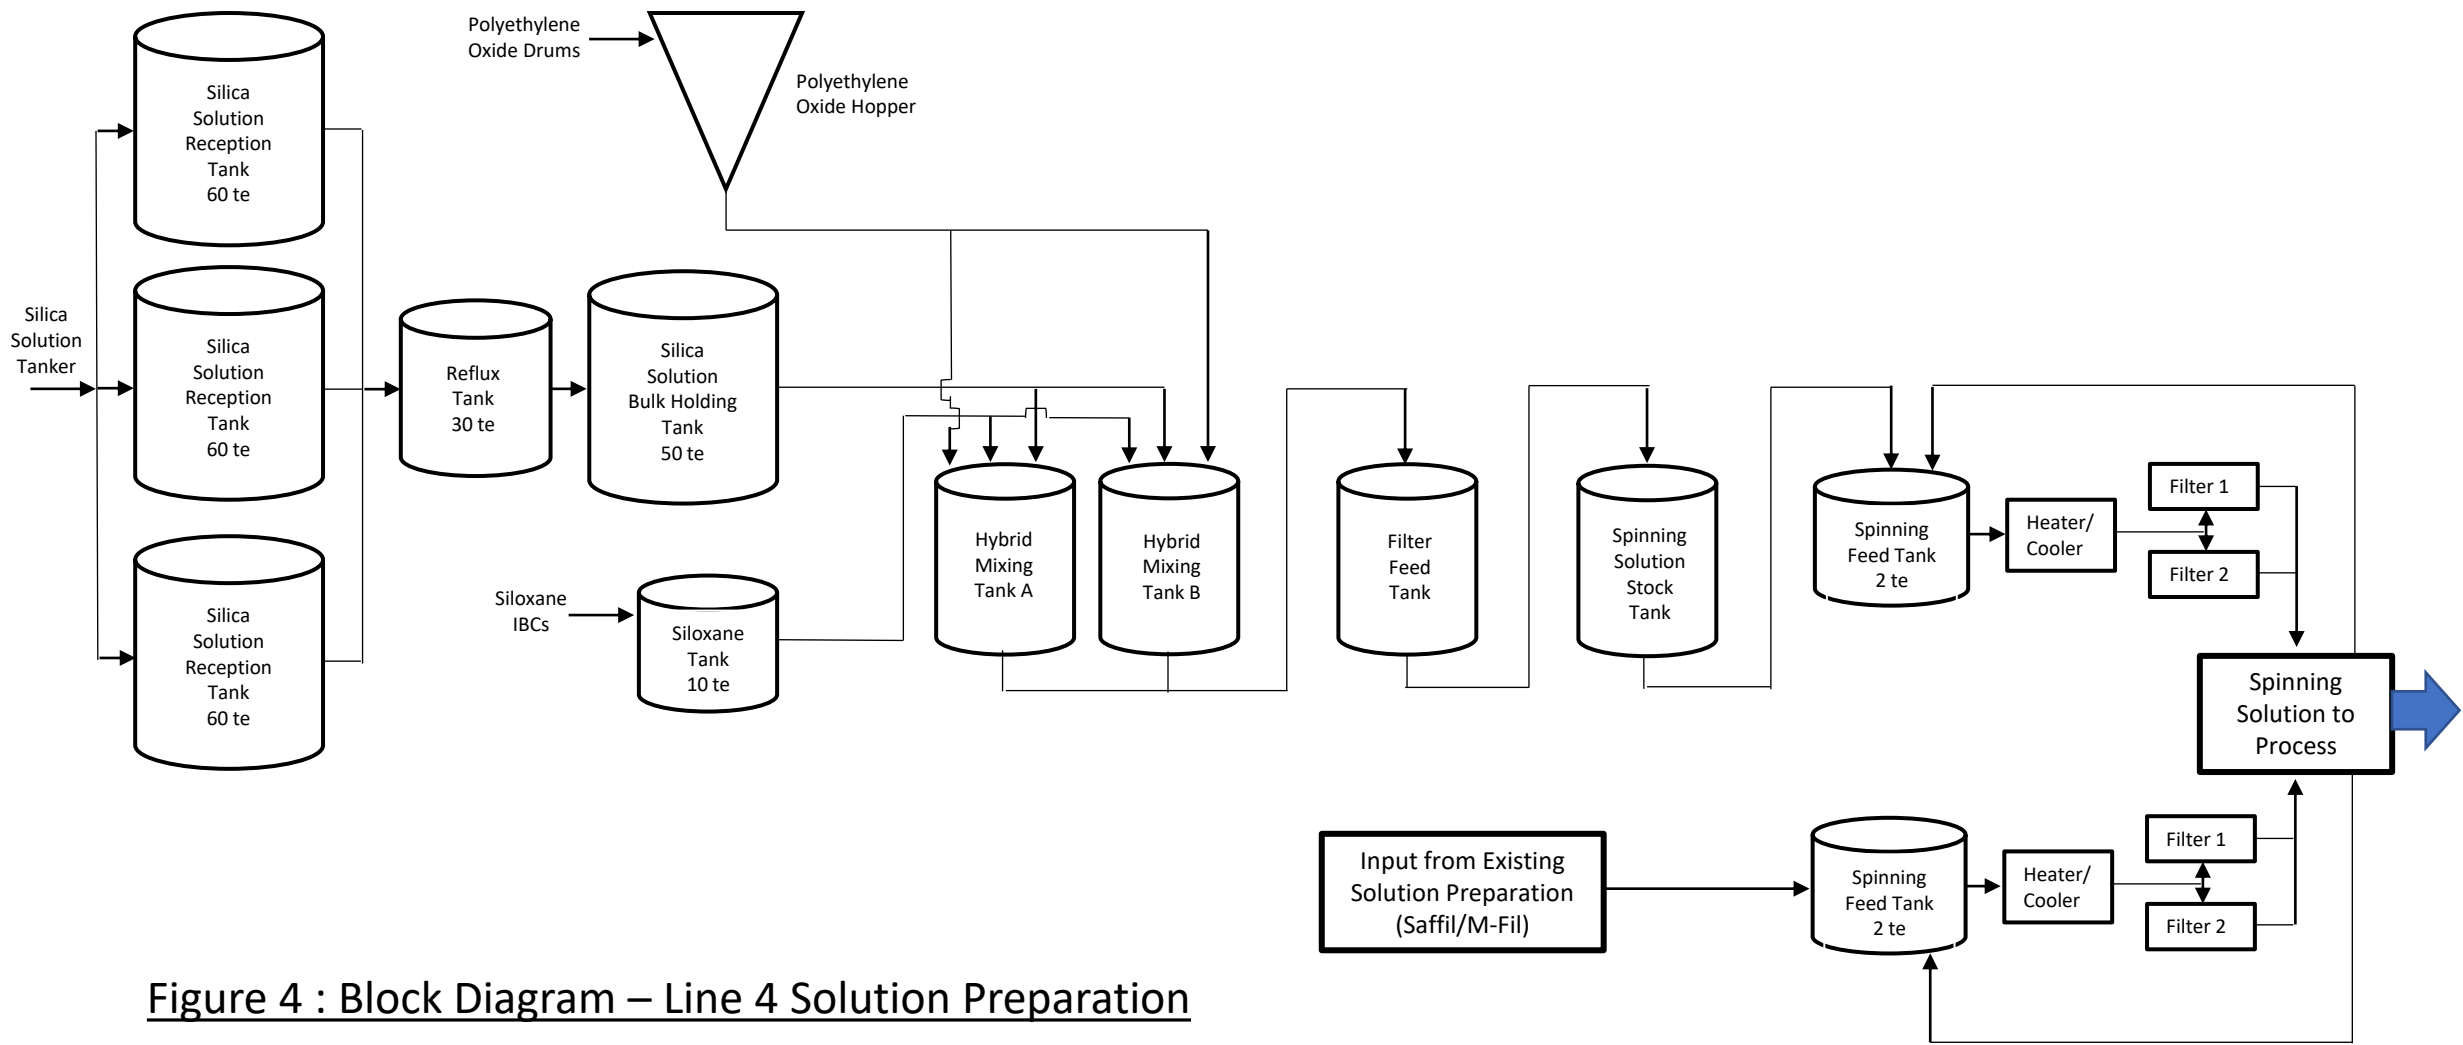 Polyethylene
Oxide Drums
Polyethylene
Oxide Hopper
Silica
Solution
Reception
Tank
60 te
Silica
Solution
Tanker
Silica
Solution
Reception
Tank
60 te
Silica
Solution
Reception
Tank
60 te
Reflux
Tank
30 te
Silica
Solution
Bulk Holding
Tank
50 te
Siloxane
IBCs
Siloxane
Tank
10 te
Hybrid
Mixing
Tank A
Hybrid
Mixing
Tank B
Filter
Feed
Tank
Spinning
Solution
Stock
Tank
Spinning
Feed Tank
2 te
Heater/
Cooler
Filter 1
Filter 2
Spinning
Solution to
Process
Input from Existing
Solution Preparation
(Saffil/M-Fil)
Spinning
Feed Tank
2 te
Heater/
Cooler
Filter 1
Filter 2
Figure 4 : Block Diagram – Line 4 Solution Preparation